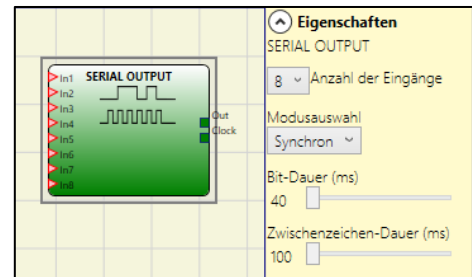 SERIAL OUTPUT
In1
In2
In3
In4
In5
In6
In7
In8
Out
Clock
Eigenschaften
SERIAL OUTPUT
8 Anzahl der Eingänge
Modusauswahl
Synchron
Bit-Dauer (ms)
40
Zwischenzeichen-Dauer (ms)
100